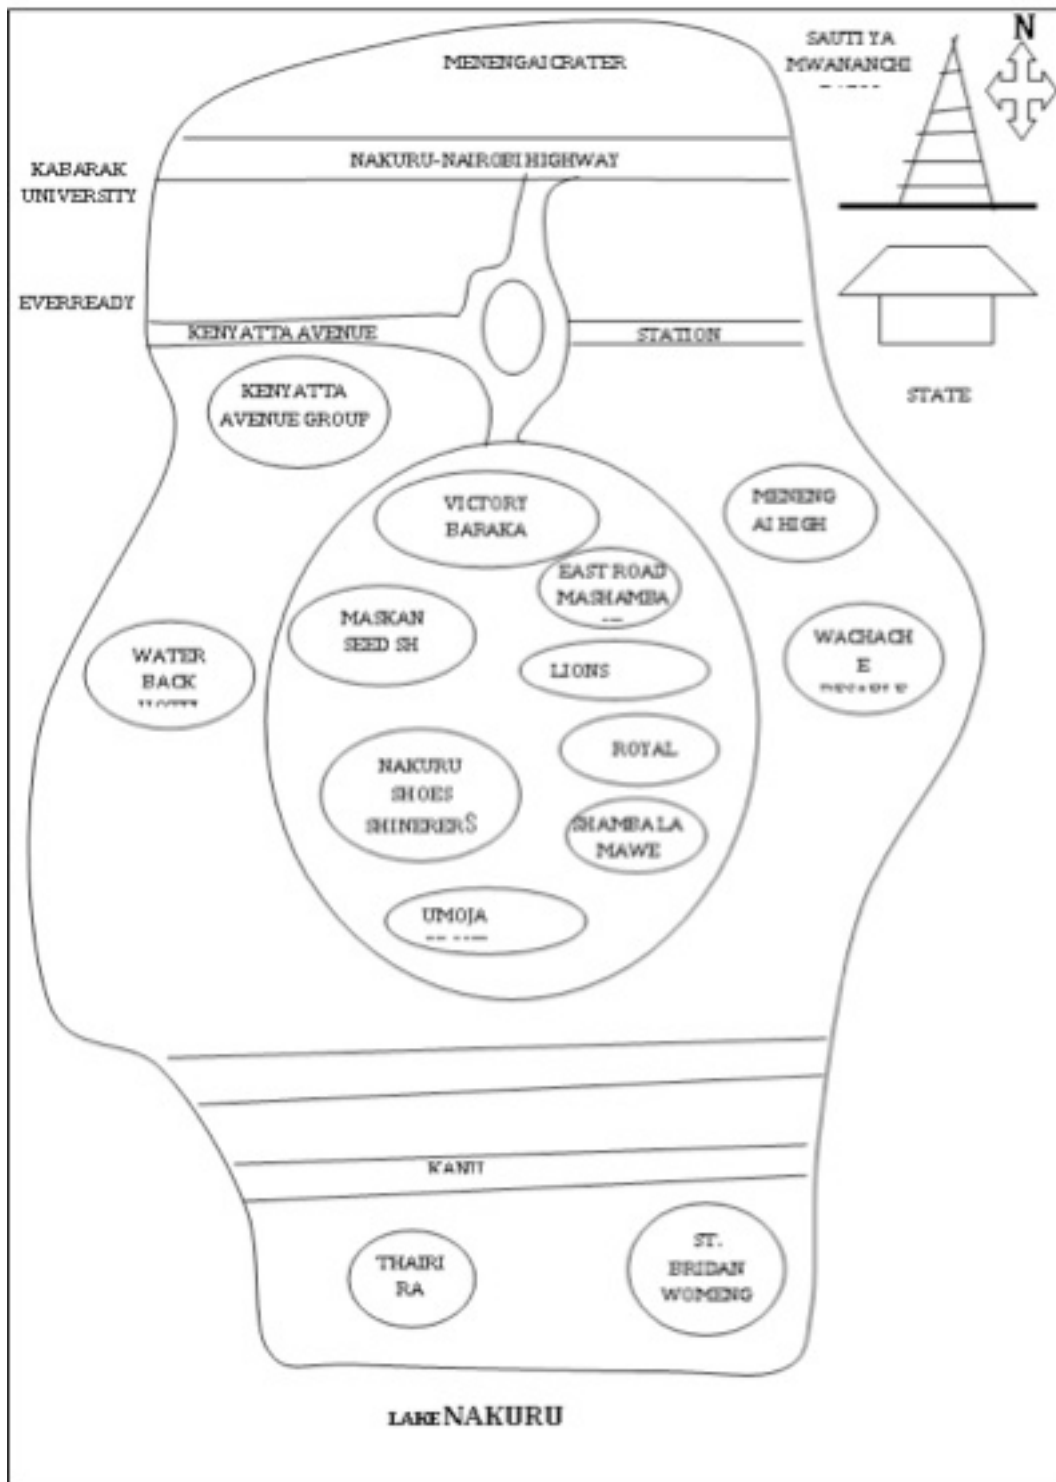 SAUTI YA
MWANANCHI
N
MENENGAI CRATER
NAKURU-NAIROBI HIGHWAY
KABARAK
UNIVERSITY
EVERREADY
KENYATTA AVENUE
STATION
KENYATTA
AVENUE GROUP
STATE
VICTORY
BARAKA
MENENG
AI HIGH
EAST ROAD
MASHAMBA
MASKAN
SEED SH
WATER
BACK
LIONS
WACHACH
E
ROYAL
NAKURU
SHOES
SHINERERS
SHAMBALA
MAWE
UMOJA
KANU
THAIRI
RA
ST.
BRIDAN
WOMENG
LAKE NAKURU